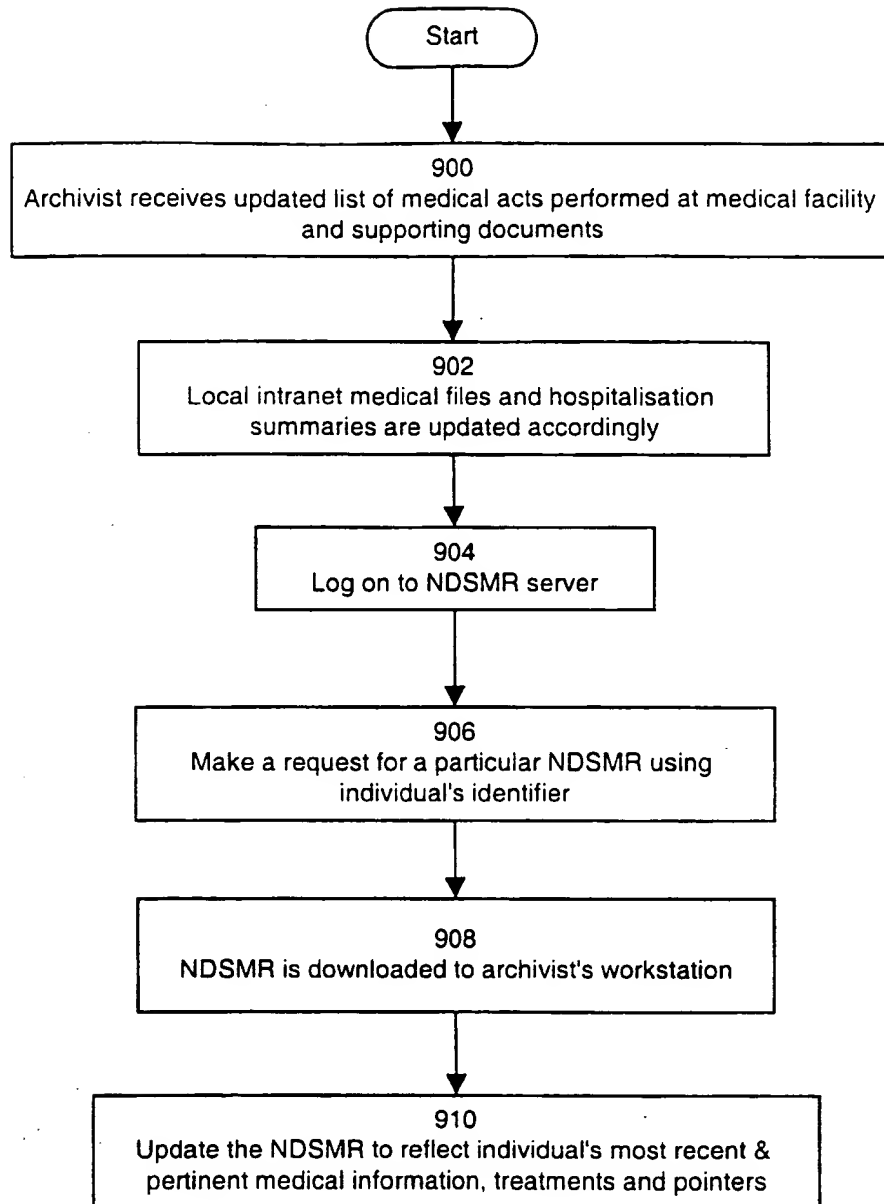 Start
900
Archivist receives updated list of medical acts performed at medical facility
and supporting documents
902
Local intranet medical files and hospitalisation
summaries are updated accordingly
904
Log on to NDSMR server
906
Make a request for a particular NDSMR using
individual's identifier
908
NDSMR is downloaded to archivist's workstation
910
Update the NDSMR to reflect individual's most recent &
pertinent medical information, treatments and pointers